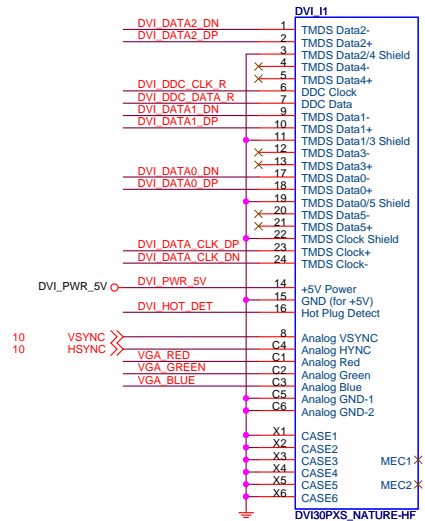 DVI_I1
DVI_DATA2_DN 1 TMDS Data2-
DVI_DATA2_DP 2 TMDS Data2+
3 TMDS Data2/4 Shield
4 TMDS Data4-
5 TMDS Data4+
DVI_DDC_CLK_R 6 DDC Clock
DVI_DDC_DATA_R 7 DDC Data
DVI_DATA1_DN 9 TMDS Data1-
DVI_DATA1_DP 10 TMDS Data1+
11 TMDS Data1/3 Shield
12 TMDS Data3-
13 TMDS Data3+
DVI_DATA0_DN 17 TMDS Data0-
DVI_DATA0_DP 18 TMDS Data0+
19 TMDS Data0/5 Shield
20 TMDS Data5-
21 TMDS Data5+
22 TMDS Clock Shield
DVI_DATA_CLK_DP 23 TMDS Clock+
DVI_DATA_CLK_DN 24 TMDS Clock-
DVI_PWR_5V DVI_PWR_5V 14 +5V Power
15 GND (for +5V)
DVI_HOT_DET 16 Hot Plug Detect
10 VSYNC 8 Analog VSYNC
10 HSYNC C4 Analog HYNC
VGA_RED C1 Analog Red
VGA_GREEN C2 Analog Green
VGA_BLUE C3 Analog Blue
C5 Analog GND-1
C6 Analog GND-2
X1 CASE1
X2 CASE2
X3 CASE3 MEC1
X4 CASE4
X5 CASE5 MEC2
X6 CASE6
DVI30PXS_NATURE-HF